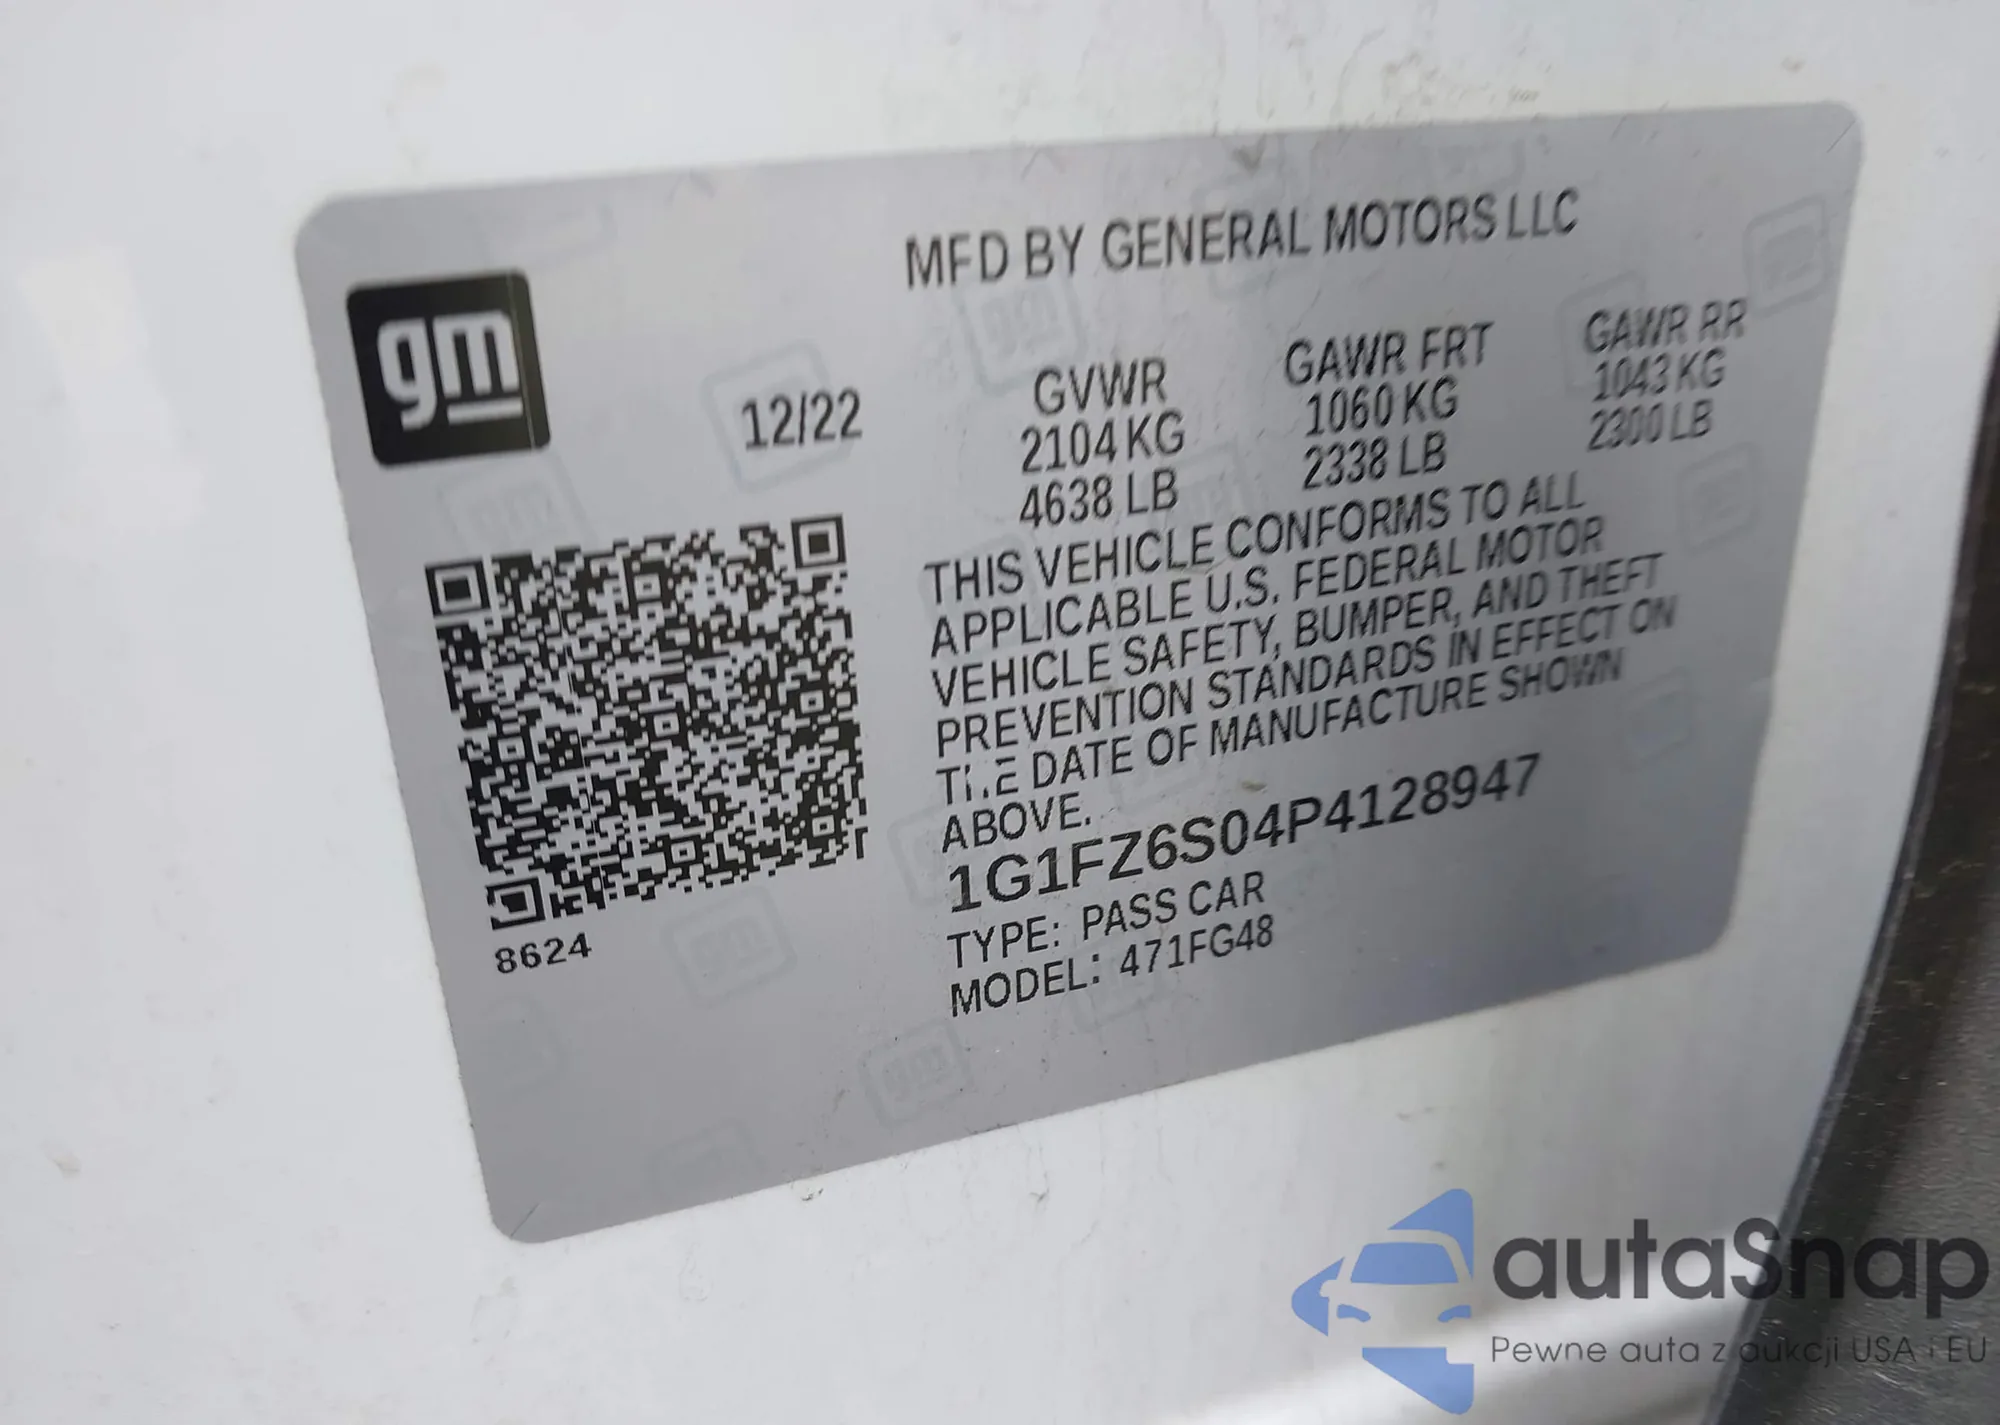 MFD BY GENERAL MOTORS LLC
gm
12/22
GVWR
2104 KG
4638 LB
GAWR FRT
1060 KG
2338 LB
GAWR RR
1043 KG
2300 LB
THIS VEHICLE CONFORMS TO ALL
APPLICABLE U.S. FEDERAL MOTOR
VEHICLE SAFETY, BUMPER, AND THEFT
PREVENTION STANDARDS IN EFFECT ON
THE DATE OF MANUFACTURE SHOWN
ABOVE.
1G1FZ6S04P4128947
TYPE: PASS CAR
MODEL: 471FG48
8624
autaSnap
Pewne auta z aukcji USA i EU